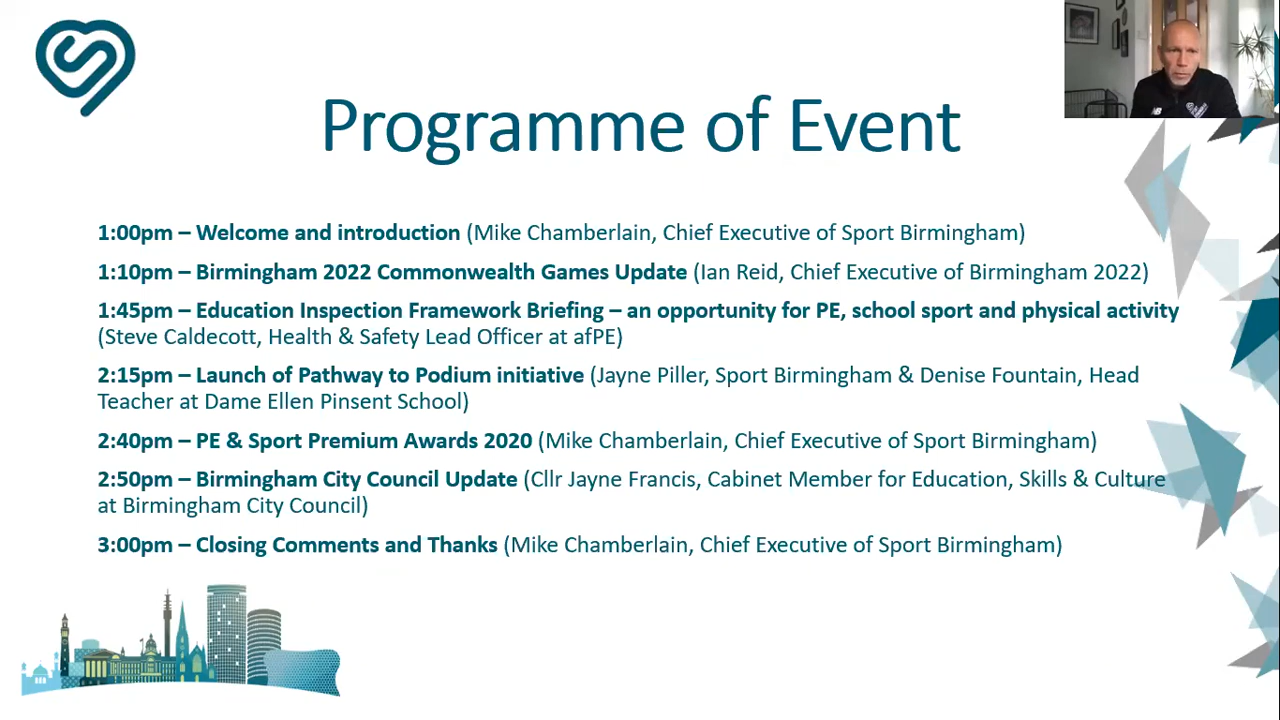 Programme of Event
1:00pm – Welcome and introduction (Mike Chamberlain, Chief Executive of Sport Birmingham)
1:10pm – Birmingham 2022 Commonwealth Games Update (Ian Reid, Chief Executive of Birmingham 2022)
1:45pm – Education Inspection Framework Briefing – an opportunity for PE, school sport and physical activity
(Steve Caldecott, Health & Safety Lead Officer at afPE)
2:15pm – Launch of Pathway to Podium initiative (Jayne Piller, Sport Birmingham & Denise Fountain, Head
Teacher at Dame Ellen Pinsent School)
2:40pm – PE & Sport Premium Awards 2020 (Mike Chamberlain, Chief Executive of Sport Birmingham)
2:50pm – Birmingham City Council Update (Cllr Jayne Francis, Cabinet Member for Education, Skills & Culture
at Birmingham City Council)
3:00pm – Closing Comments and Thanks (Mike Chamberlain, Chief Executive of Sport Birmingham)